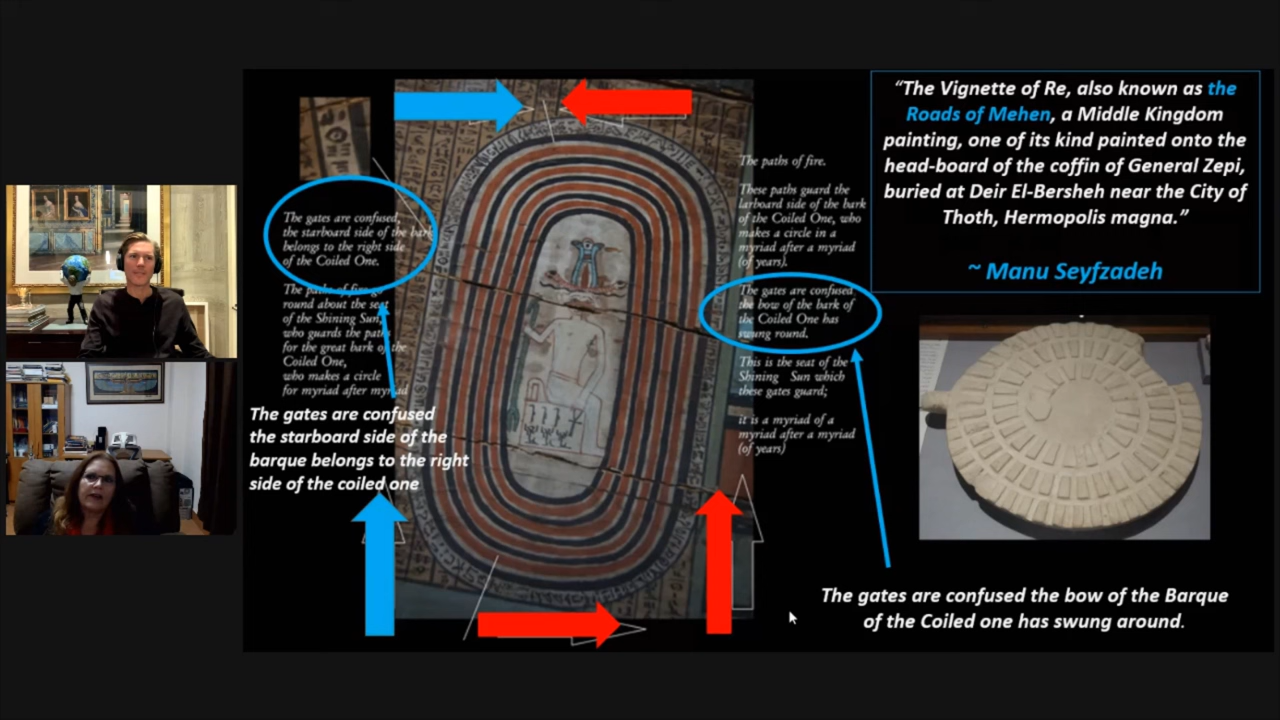 The gates are confused,
the starboard side of the bark
belongs to the right side
of the Coiled One.
The paths of fire go
round about the seat
of the Shining Sun,
who guards the paths
for the great bark of the
Coiled One,
who makes a circle
for myriad after myriad
The gates are confused
the starboard side of the
barque belongs to the right
side of the coiled one
The paths of fire.
These paths guard the
larboard side of the bark
of the Coiled One, who
makes a circle in a
myriad after a myriad
(of years).
The gates are confused
the bow of the bark of
the Coiled One has
swung round.
This is the seat of the
Shining Sun which
these gates guard;
it is a myriad of a
myriad after a myriad
(of years)
“The Vignette of Re, also known as the
Roads of Mehen, a Middle Kingdom
painting, one of its kind painted onto the
head-board of the coffin of General Zepi,
buried at Deir El-Bersheh near the City of
Thoth, Hermopolis magna.”
~ Manu Seyfzadeh
The gates are confused the bow of the Barque
of the Coiled one has swung around.